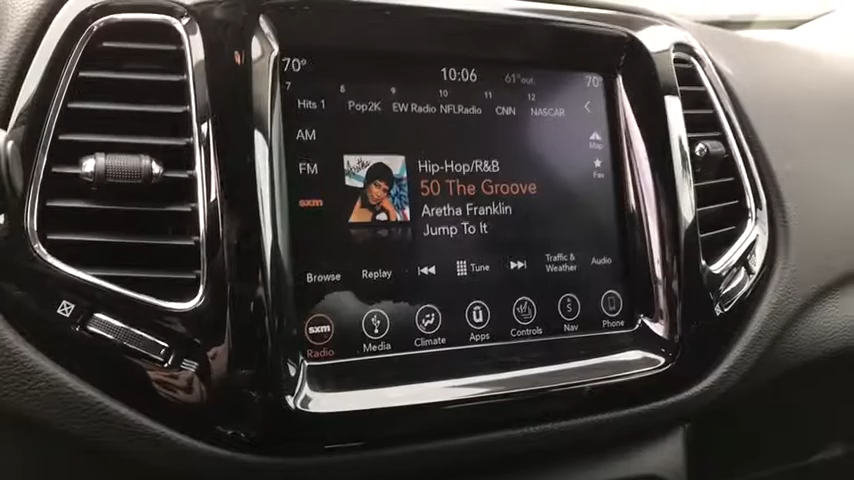 70° 10:06 61°out 70°
7 8 9 10 11 12
Hits 1 Pop2K EW Radio NFLRadio CNN NASCAR
AM
Map
FM
Fav
sxm
Aretha
Hip-Hop/R&B
50 The Groove
Aretha Franklin
Jump To It
Browse Replay Tune Traffic & Weather Audio
sxm
Radio Media Climate Apps Controls Nav Phone